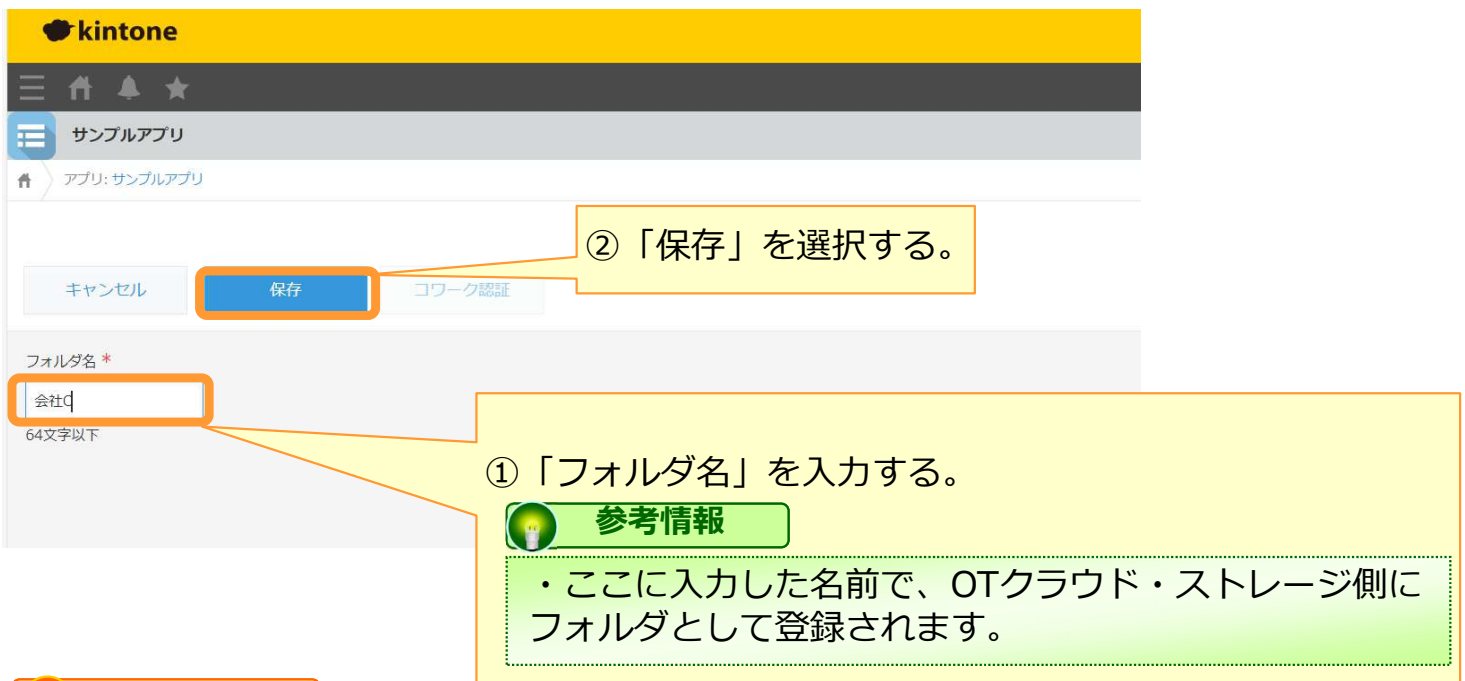 kintone
サンプルアプリ
アプリ: サンプルアプリ
②「保存」を選択する。
キャンセル
保存
コワーク認証
フォルダ名 *
会社C
64文字以下
①「フォルダ名」を入力する。
参考情報
・ここに入力した名前で、OTクラウド・ストレージ側に
フォルダとして登録されます。